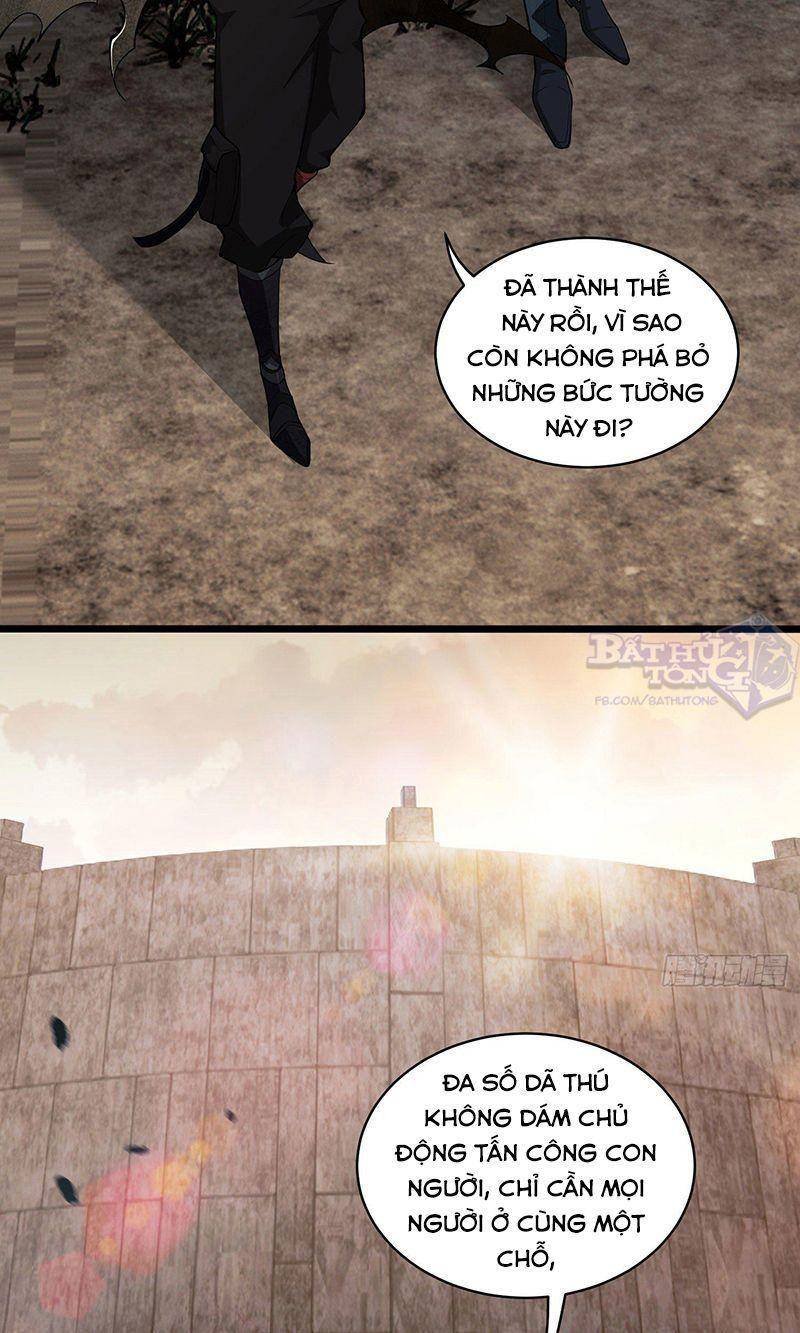 ĐÃ THÀNH THẾ
NÀY RỒI, VÌ SAO
CÒN KHÔNG PHÁ BỎ
NHỮNG BỨC TƯỜNG
NÀY ĐI?
BẤT HỦ
TÔNG
FB.COM/BATHUTONG
ĐA SỐ DÃ THÚ
KHÔNG DÁM CHỦ
ĐỘNG TẤN CÔNG CON
NGƯỜI, CHỈ CẦN MỌI
NGƯỜI Ở CÙNG MỘT
CHỖ,